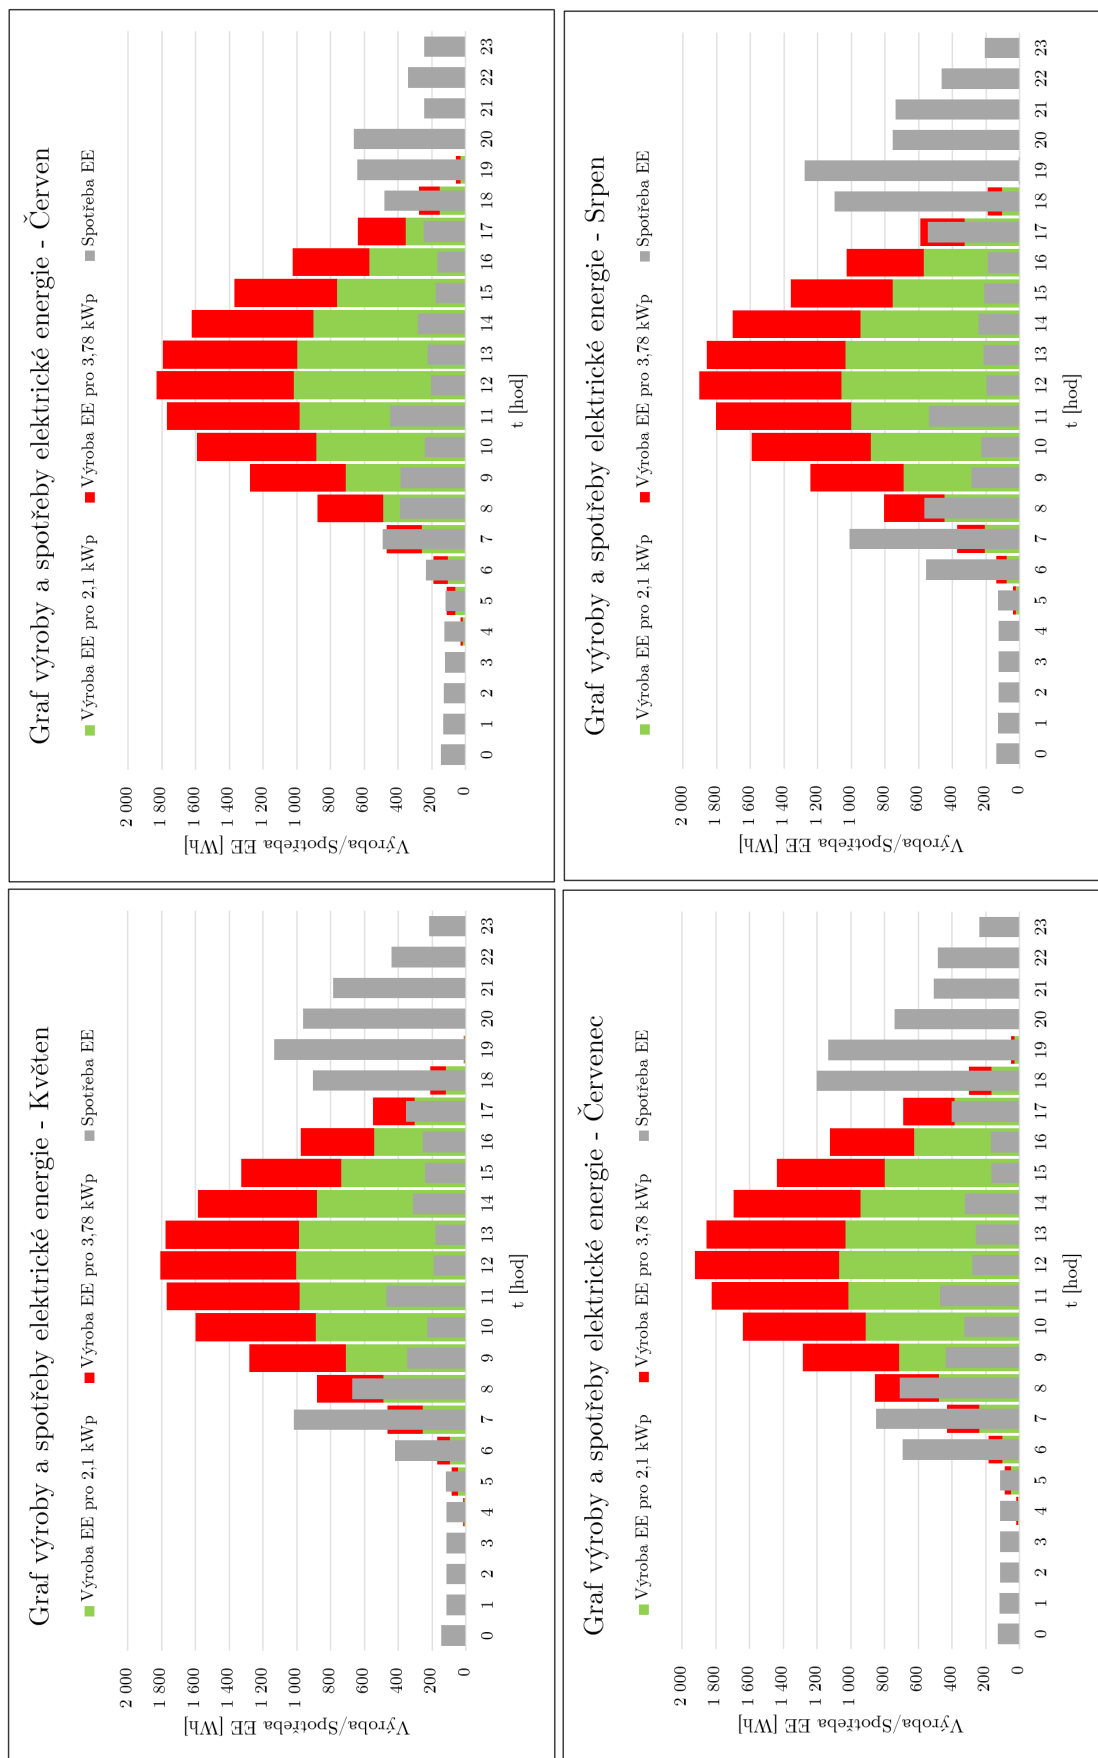 Graf výroby a spotřeby elektrické energie - Květen
Výroba EE pro 2,1 kWp Výroba EE pro 3,78 kWp Spotřeba EE
Výroba/Spotřeba EE [Wh]
2 000
1 800
1 600
1 400
1 200
1 000
800
600
400
200
0
0 1 2 3 4 5 6 7 8 9 10 11 12 13 14 15 16 17 18 19 20 21 22 23
t [hod]
Graf výroby a spotřeby elektrické energie - Červen
Výroba EE pro 2,1 kWp Výroba EE pro 3,78 kWp Spotřeba EE
Výroba/Spotřeba EE [Wh]
2 000
1 800
1 600
1 400
1 200
1 000
800
600
400
200
0
0 1 2 3 4 5 6 7 8 9 10 11 12 13 14 15 16 17 18 19 20 21 22 23
t [hod]
Graf výroby a spotřeby elektrické energie - Červenec
Výroba EE pro 2,1 kWp Výroba EE pro 3,78 kWp Spotřeba EE
Výroba/Spotřeba EE [Wh]
2 000
1 800
1 600
1 400
1 200
1 000
800
600
400
200
0
0 1 2 3 4 5 6 7 8 9 10 11 12 13 14 15 16 17 18 19 20 21 22 23
t [hod]
Graf výroby a spotřeby elektrické energie - Srpen
Výroba EE pro 2,1 kWp Výroba EE pro 3,78 kWp Spotřeba EE
Výroba/Spotřeba EE [Wh]
2 000
1 800
1 600
1 400
1 200
1 000
800
600
400
200
0
0 1 2 3 4 5 6 7 8 9 10 11 12 13 14 15 16 17 18 19 20 21 22 23
t [hod]